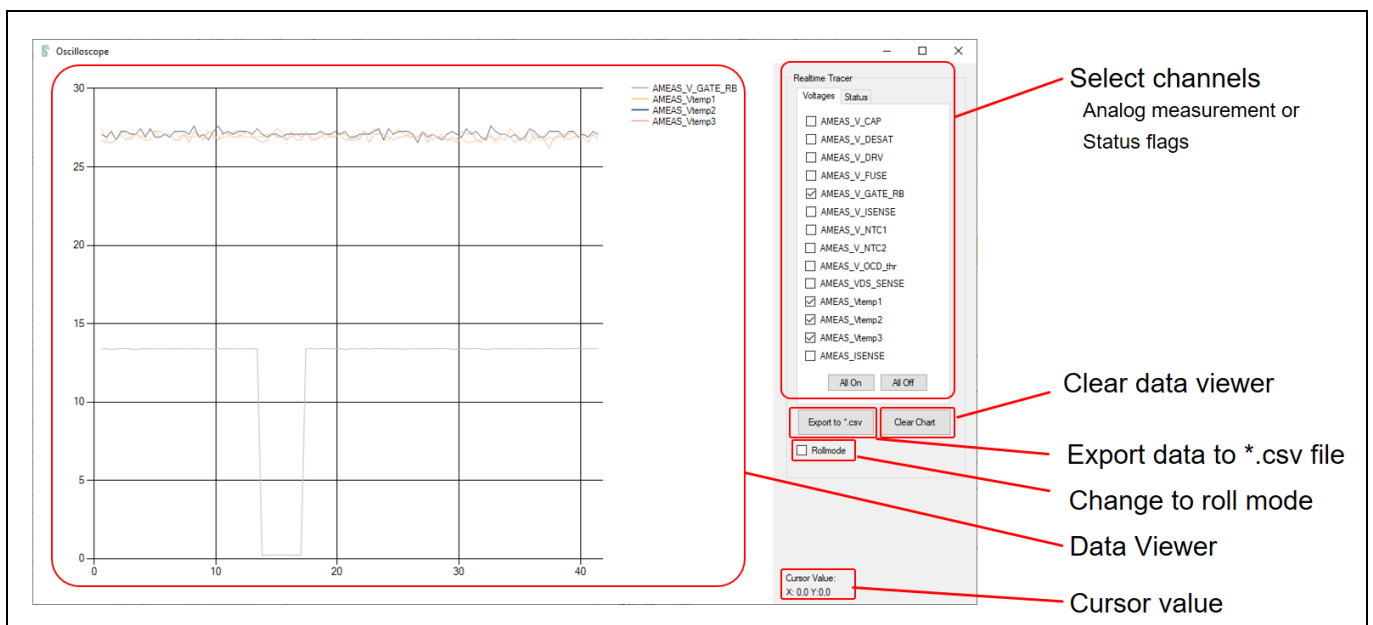 Oscilloscope
30
25
20
15
10
5
0
0
10
20
30
40
AMEAS_V_GATE_RB
AMEAS_Vtemp1
AMEAS_Vtemp2
AMEAS_Vtemp3
Realtime Tracer
Voltages
Status
AMEAS_V_CAP
AMEAS_V_DESAT
AMEAS_V_DRV
AMEAS_V_FUSE
AMEAS_V_GATE_RB
AMEAS_V_ISENSE
AMEAS_V_NTC1
AMEAS_V_NTC2
AMEAS_V_OCD_thr
AMEAS_VDS_SENSE
AMEAS_Vtemp1
AMEAS_Vtemp2
AMEAS_Vtemp3
AMEAS_ISENSE
All On
All Off
Export to *.csv
Clear Chart
Rollmode
Cursor Value:
X: 0,0 Y:0,0
Select channels
Analog measurement or
Status flags
Clear data viewer
Export data to *.csv file
Change to roll mode
Data Viewer
Cursor value